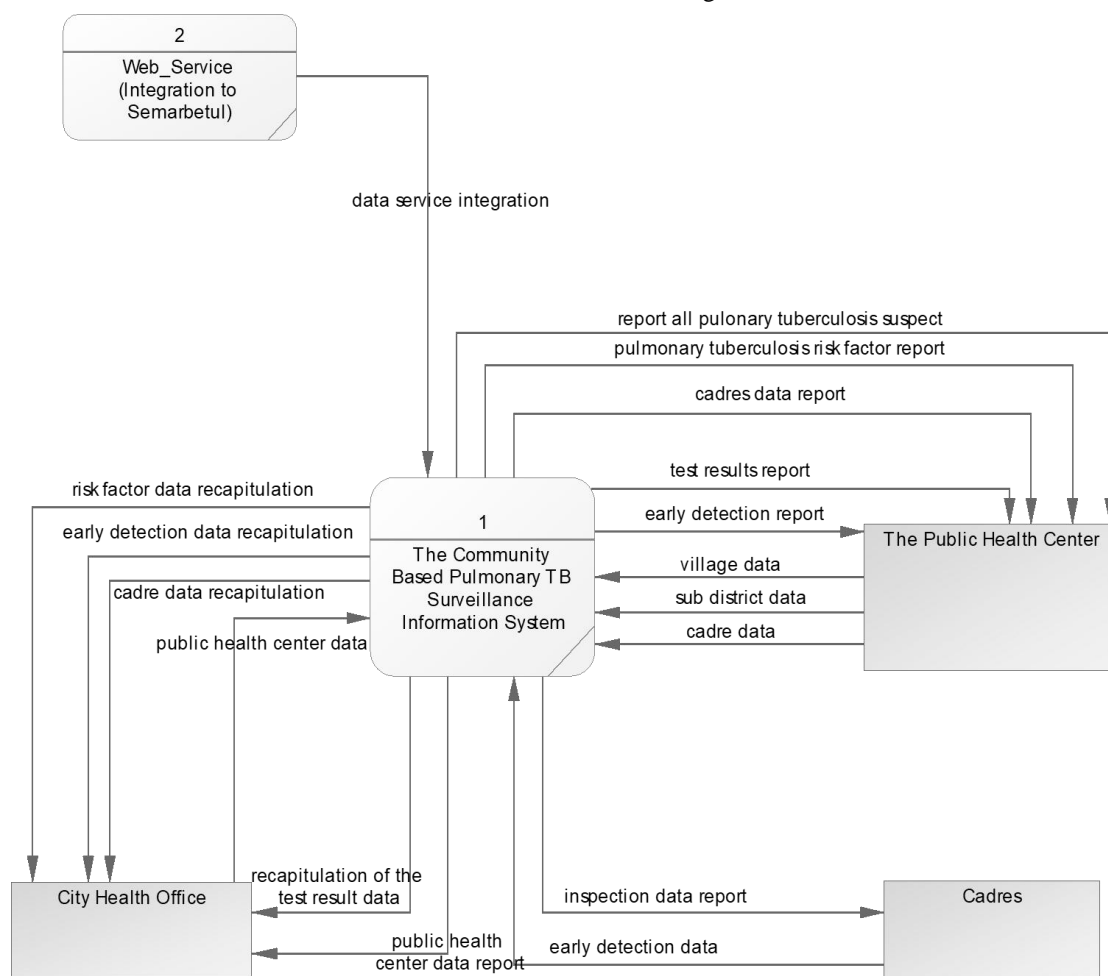 2
Web_Service
(Integration to
Semarbetul)
data service integration
report all pulonary tuberculosis suspect
pulmonary tuberculosis risk factor report
cadres data report
test results report
risk factor data recapitulation
early detection report
early detection data recapitulation
1
The Community
Based Pulmonary TB
Surveillance
Information System
The Public Health Center
village data
cadre data recapitulation
sub district data
public health center data
cadre data
recapitulation of the
test result data
City Health Office
inspection data report
Cadres
public health
center data report
early detection data